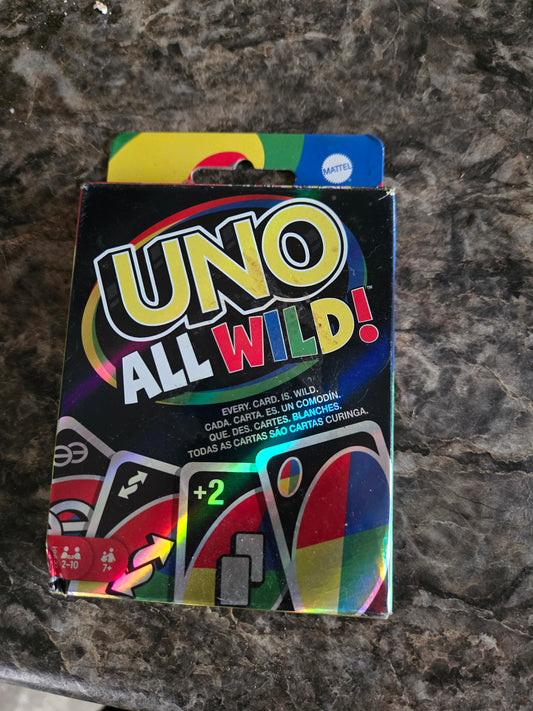 MATTEL
UNO
ALL WILD!™
EVERY. CARD. IS. WILD.
CADA. CARTA. ES. UN COMODÍN.
QUE. DES. CARTES. BLANCHES.
TODAS AS CARTAS SÃO CARTAS CURINGA.
+2
2-10
7+